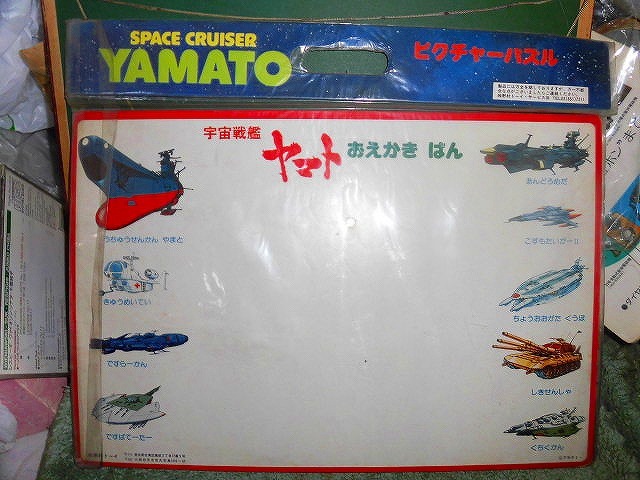 SPACE CRUISER
YAMATO
ピクチャーパズル
宇宙戦艦
ヤマト おえかき ばん
うちゅうせんかん やまと
きゅうめいてい
ですらーかん
ですばてーたー
あんどろめだ
こすもたいがーII
ちょうおおがた くうぼ
しきせんしゃ
くちくかん